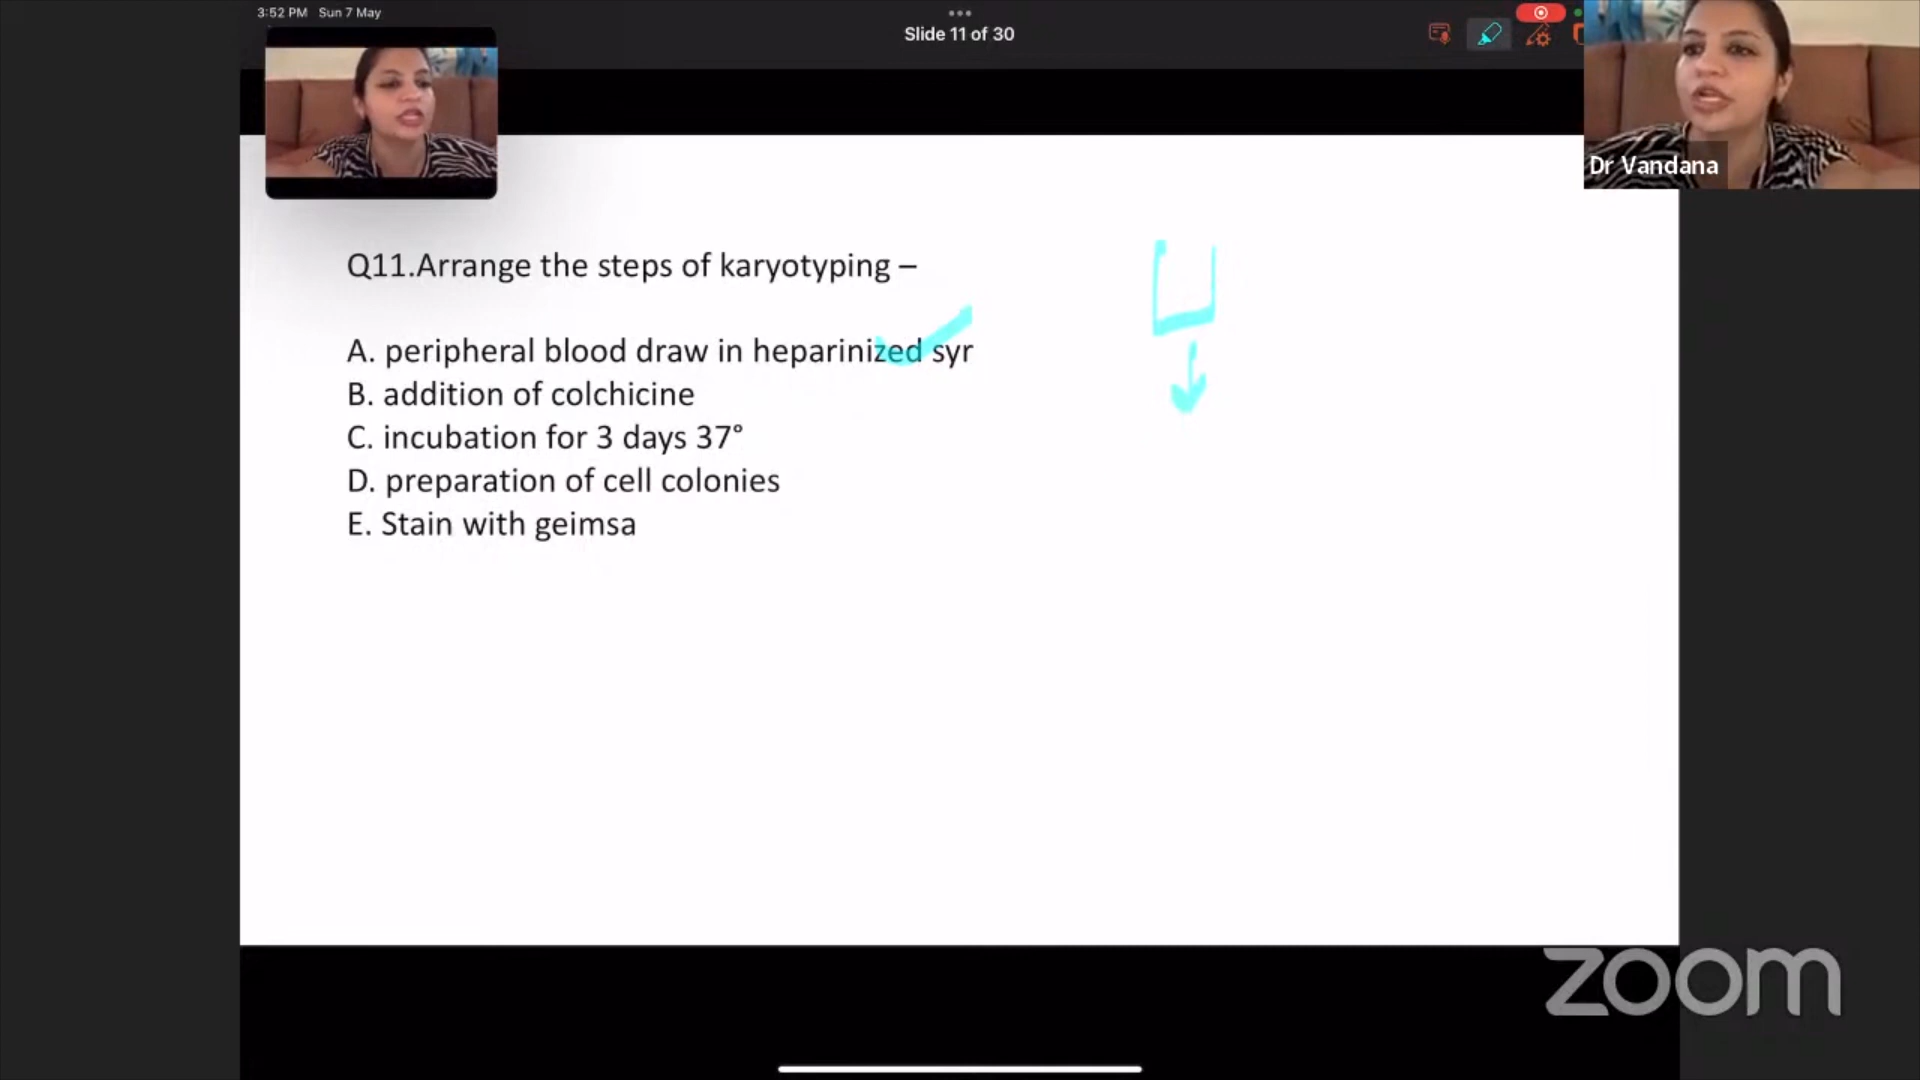 3:52 PM Sun 7 May
Slide 11 of 30
Dr Vandana
Q11.Arrange the steps of karyotyping –
A. peripheral blood draw in heparinized syr
B. addition of colchicine
C. incubation for 3 days 37°
D. preparation of cell colonies
E. Stain with geimsa
zoom